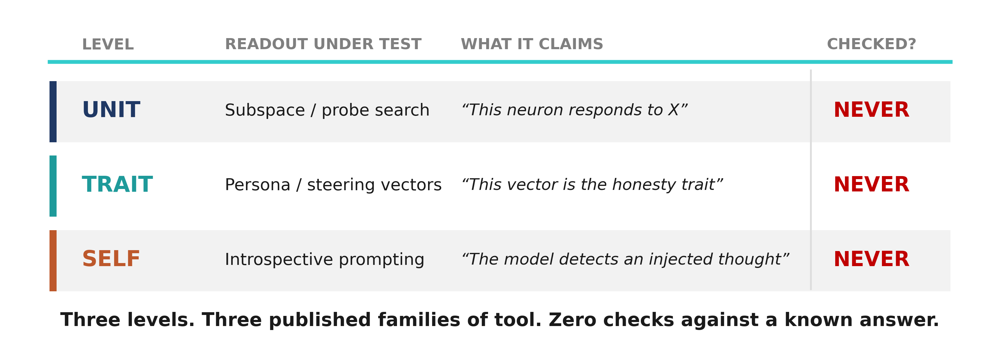 LEVEL READOUT UNDER TEST WHAT IT CLAIMS CHECKED?
UNIT Subspace / probe search “This neuron responds to X” NEVER
TRAIT Persona / steering vectors “This vector is the honesty trait” NEVER
SELF Introspective prompting “The model detects an injected thought” NEVER
Three levels. Three published families of tool. Zero checks against a known answer.